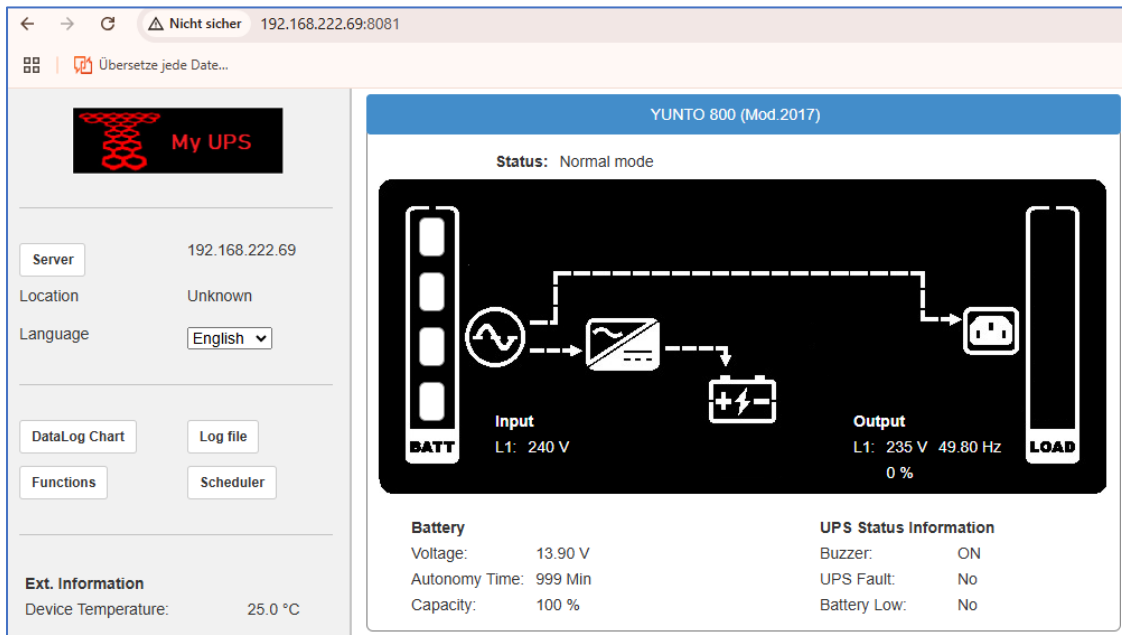 Nicht sicher 192.168.222.69:8081
Übersetze jede Date...
My UPS
Server 192.168.222.69
Location Unknown
Language English
DataLog Chart Log file
Functions Scheduler
Ext. Information
Device Temperature: 25.0 °C
YUNTO 800 (Mod.2017)
Status: Normal mode
BATT
Input
L1: 240 V
Output
L1: 235 V 49.80 Hz
0 %
LOAD
Battery
Voltage: 13.90 V
Autonomy Time: 999 Min
Capacity: 100 %
UPS Status Information
Buzzer: ON
UPS Fault: No
Battery Low: No